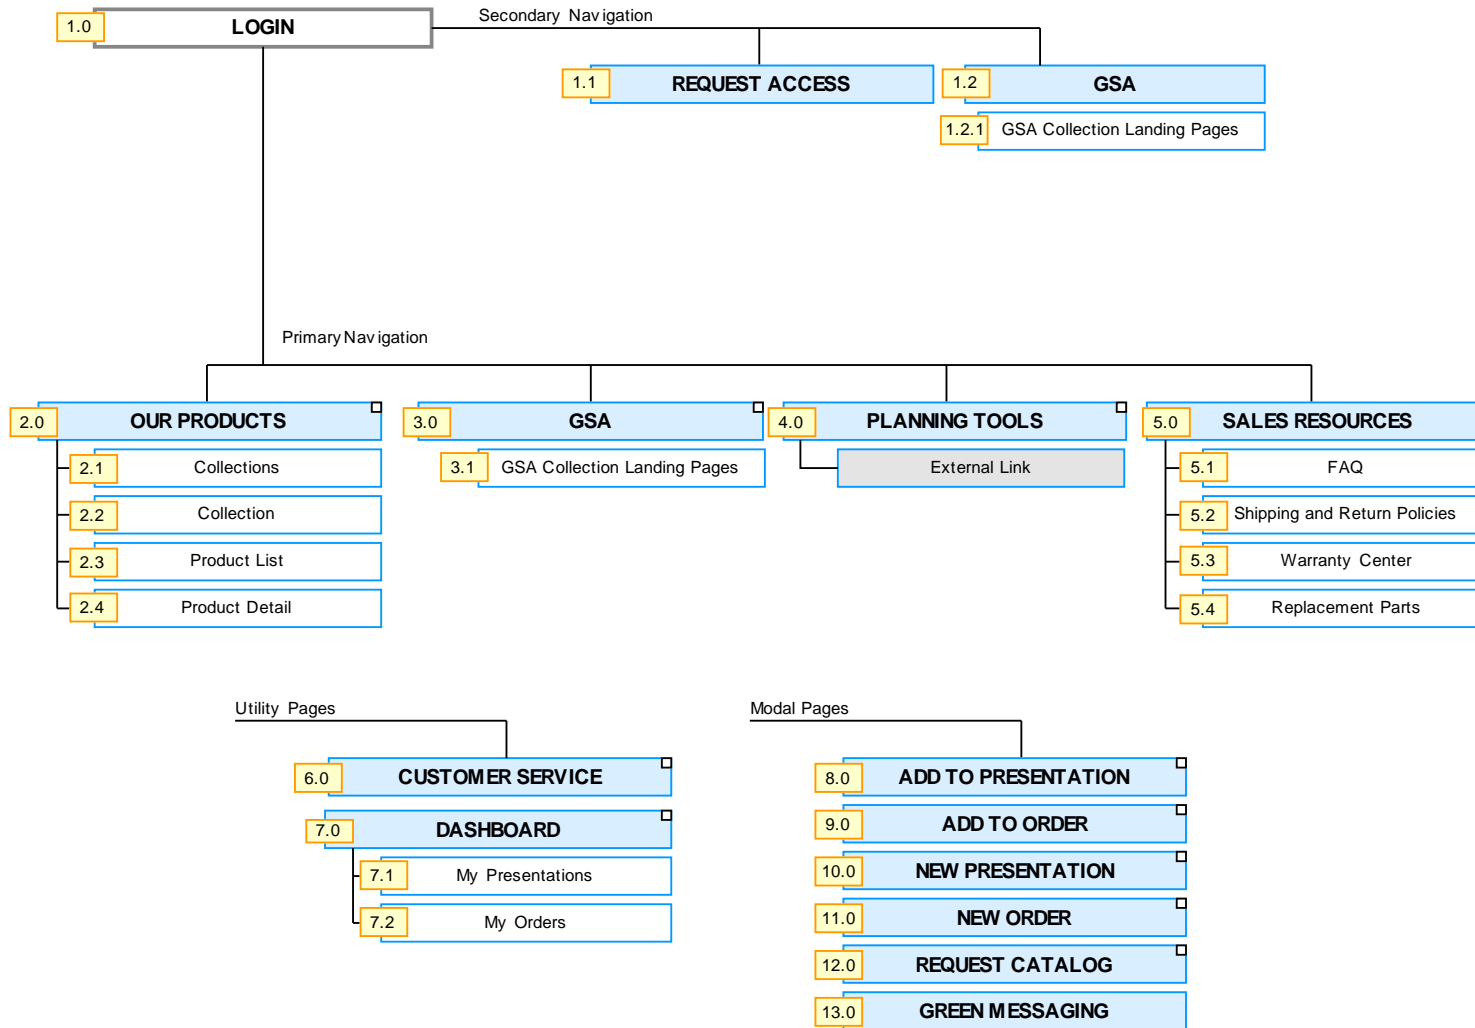 1.0 LOGIN
Secondary Navigation
1.1 REQUEST ACCESS
1.2 GSA
1.2.1 GSA Collection Landing Pages
Primary Navigation
2.0 OUR PRODUCTS
2.1 Collections
2.2 Collection
2.3 Product List
2.4 Product Detail
3.0 GSA
3.1 GSA Collection Landing Pages
4.0 PLANNING TOOLS
External Link
5.0 SALES RESOURCES
5.1 FAQ
5.2 Shipping and Return Policies
5.3 Warranty Center
5.4 Replacement Parts
Utility Pages
6.0 CUSTOMER SERVICE
7.0 DASHBOARD
7.1 My Presentations
7.2 My Orders
Modal Pages
8.0 ADD TO PRESENTATION
9.0 ADD TO ORDER
10.0 NEW PRESENTATION
11.0 NEW ORDER
12.0 REQUEST CATALOG
13.0 GREEN MESSAGING